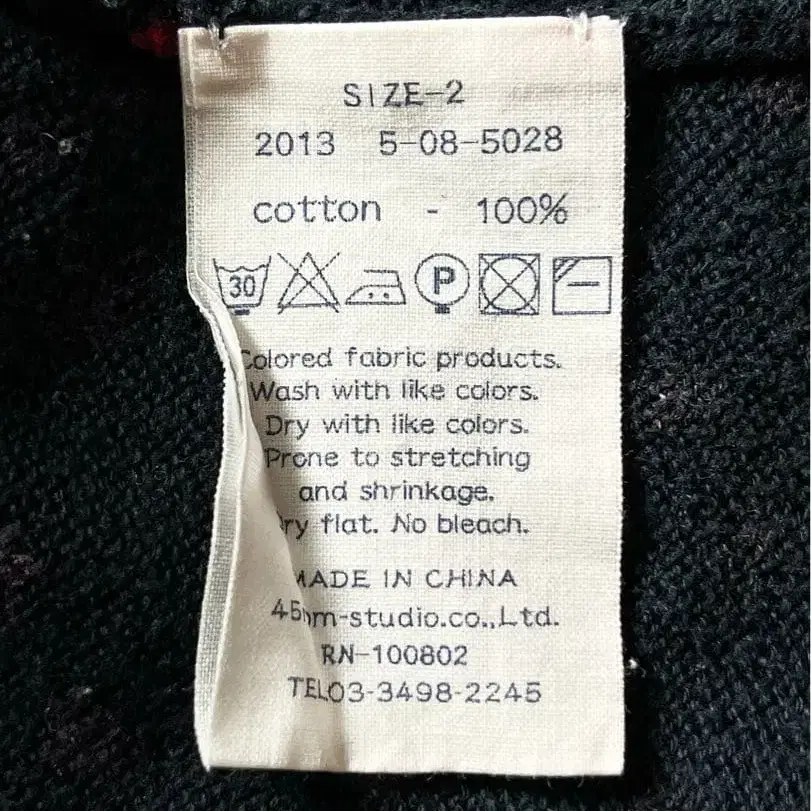 SIZE-2
2013 5-08-5028
cotton - 100%
30 P
Colored fabric products.
Wash with like colors.
Dry with like colors.
Prone to stretching
and shrinkage.
Dry flat. No bleach.
MADE IN CHINA
45rpm-studio.co.,Ltd.
RN-100802
TEL03-3498-2245